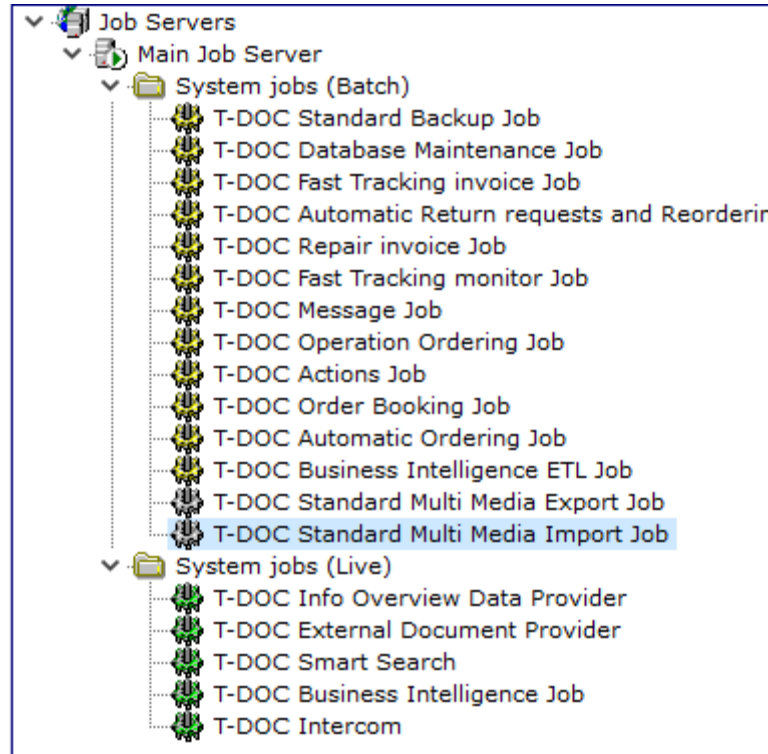 Job Servers
Main Job Server
System jobs (Batch)
T-DOC Standard Backup Job
T-DOC Database Maintenance Job
T-DOC Fast Tracking invoice Job
T-DOC Automatic Return requests and Reorderin
T-DOC Repair invoice Job
T-DOC Fast Tracking monitor Job
T-DOC Message Job
T-DOC Operation Ordering Job
T-DOC Actions Job
T-DOC Order Booking Job
T-DOC Automatic Ordering Job
T-DOC Business Intelligence ETL Job
T-DOC Standard Multi Media Export Job
T-DOC Standard Multi Media Import Job
System jobs (Live)
T-DOC Info Overview Data Provider
T-DOC External Document Provider
T-DOC Smart Search
T-DOC Business Intelligence Job
T-DOC Intercom